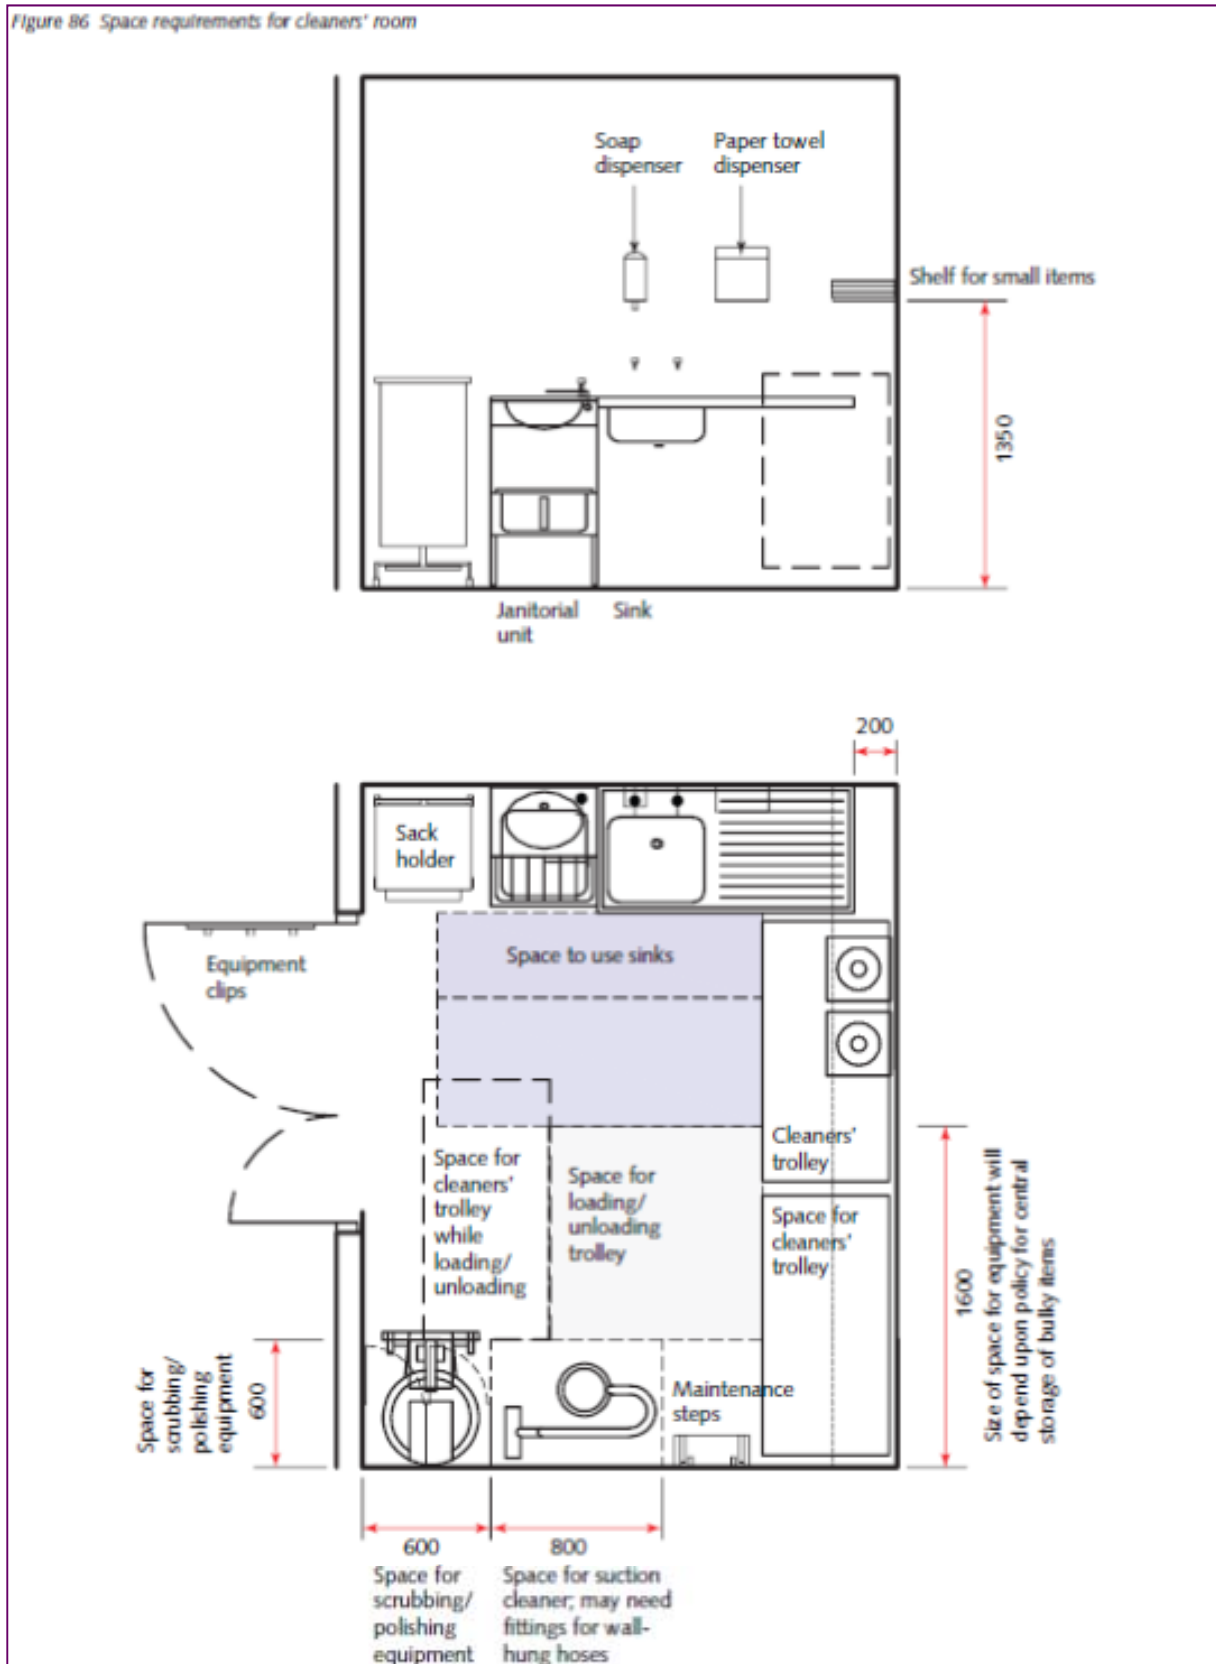 Figure 86 Space requirements for cleaners' room
Soap
dispenser
Paper towel
dispenser
Shelf for small items
1350
Janitorial
unit
Sink
200
Sack
holder
Equipment
clips
Space to use sinks
Cleaners'
trolley
Space for
cleaners'
trolley
while
loading/
unloading
Space for
loading/
unloading
trolley
Space for
cleaners'
trolley
1600
Size of space for equipment will
depend upon policy for central
storage of bulky items
Space for
scrubbing/
polishing
equipment
600
Maintenance
steps
600
Space for
scrubbing/
polishing
equipment
800
Space for suction
cleaner; may need
fittings for wall-
hung hoses